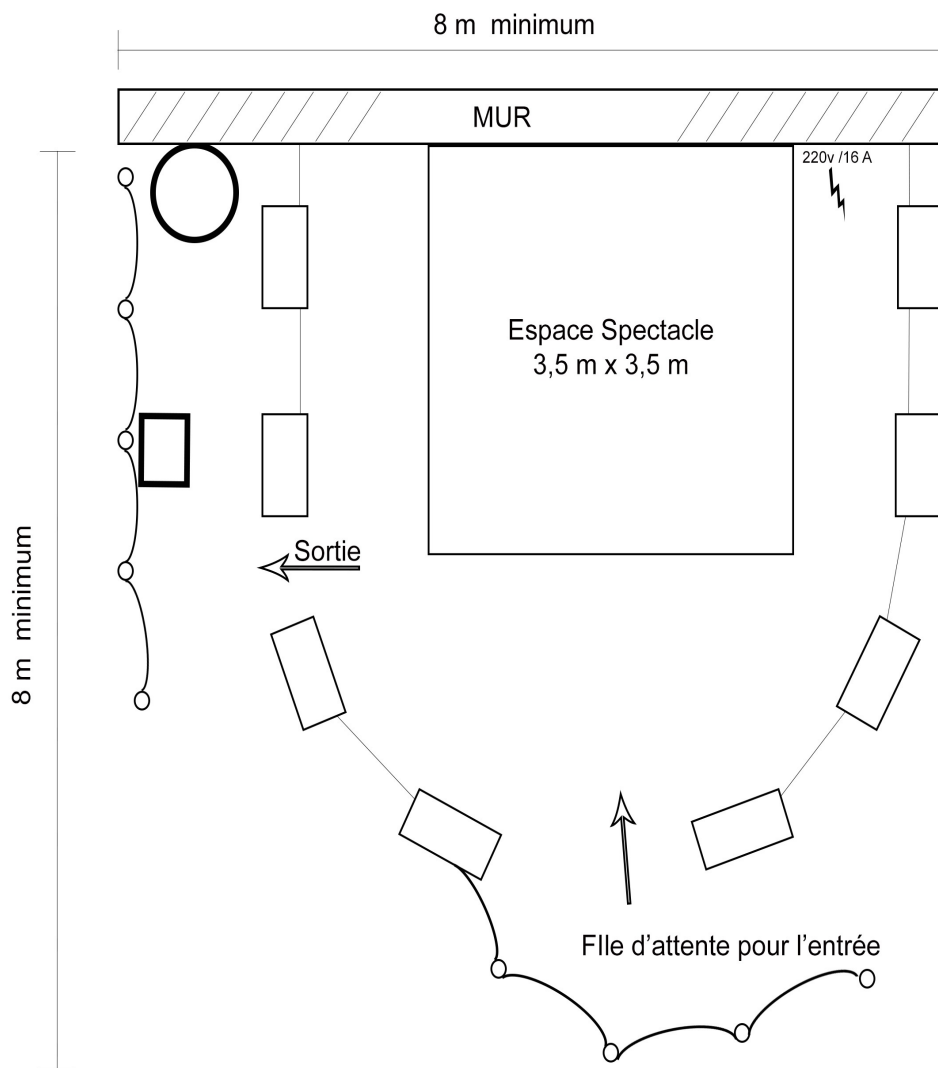 8 m minimum
MUR
220v /16 A
Espace Spectacle
3,5 m x 3,5 m
Sortie
8 m minimum
FIle d'attente pour l'entrée